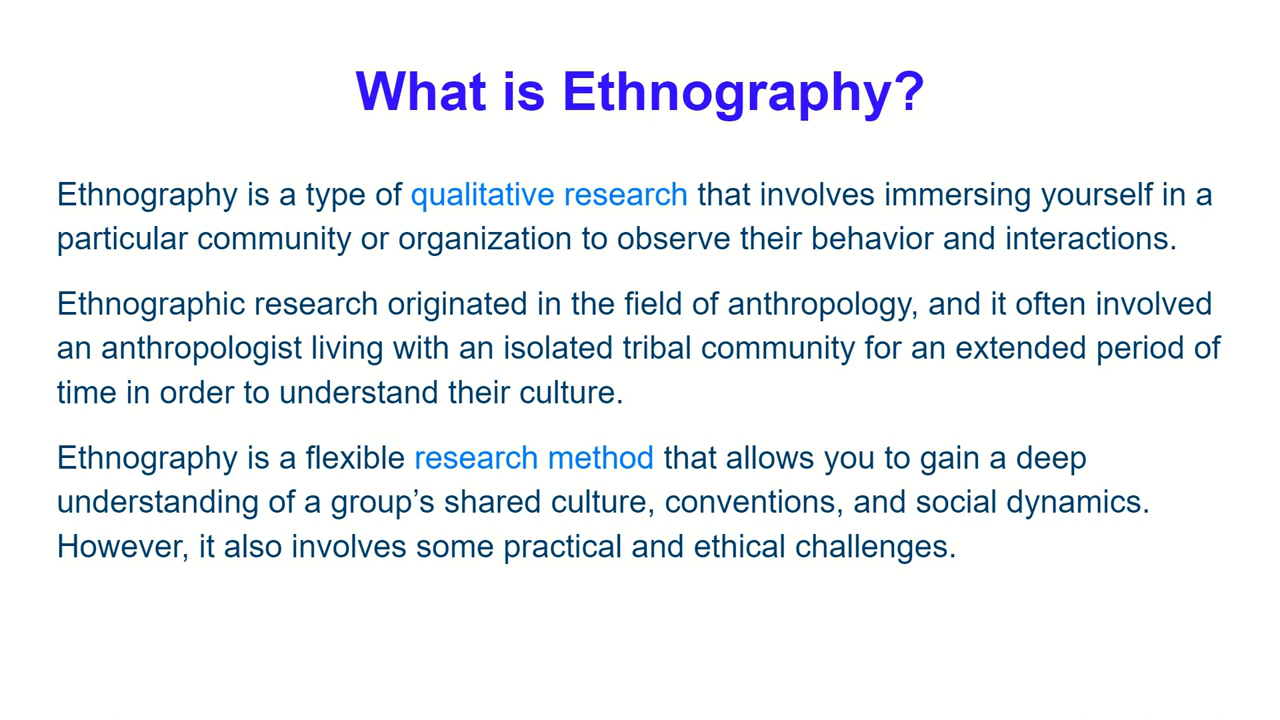 What is Ethnography?
Ethnography is a type of qualitative research that involves immersing yourself in a
particular community or organization to observe their behavior and interactions.
Ethnographic research originated in the field of anthropology, and it often involved
an anthropologist living with an isolated tribal community for an extended period of
time in order to understand their culture.
Ethnography is a flexible research method that allows you to gain a deep
understanding of a group’s shared culture, conventions, and social dynamics.
However, it also involves some practical and ethical challenges.